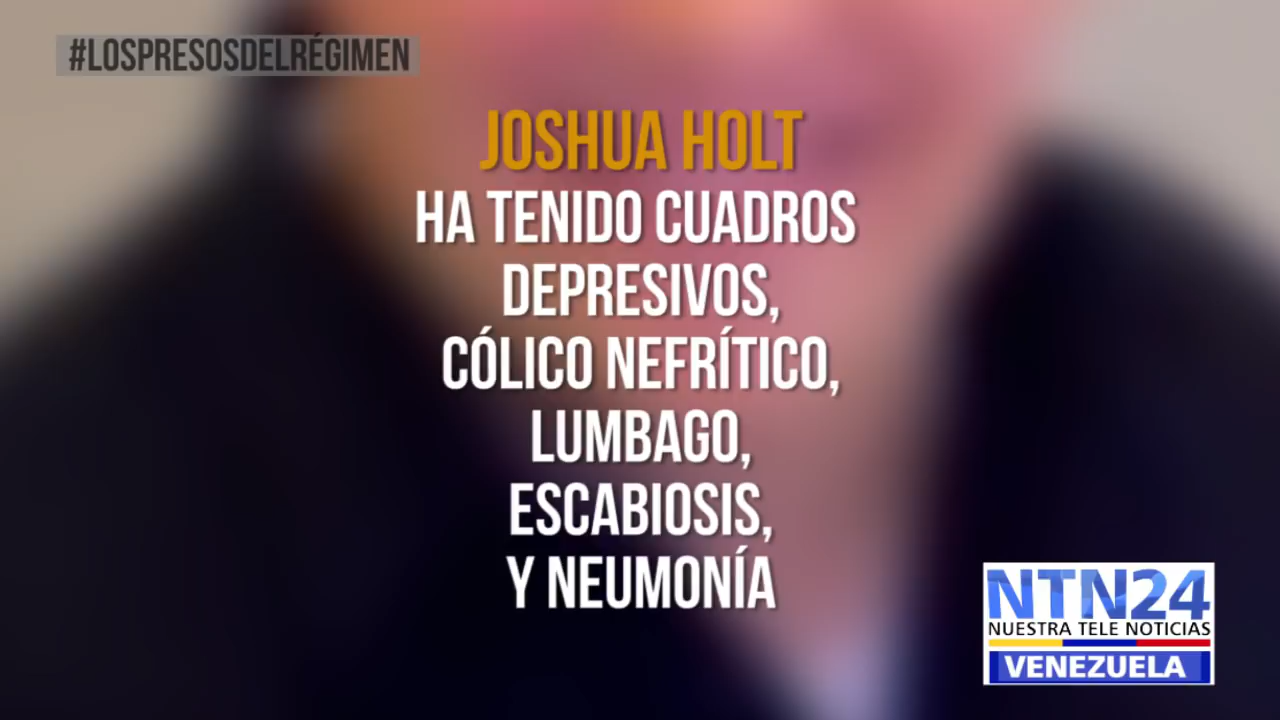 #LOSPRESOSDELRÉGIMEN
JOSHUA HOLT
HA TENIDO CUADROS
DEPRESIVOS,
CÓLICO NEFRÍTICO,
LUMBAGO,
ESCABIOSIS,
Y NEUMONÍA
NTN24
NUESTRA TELE NOTICIAS
VENEZUELA